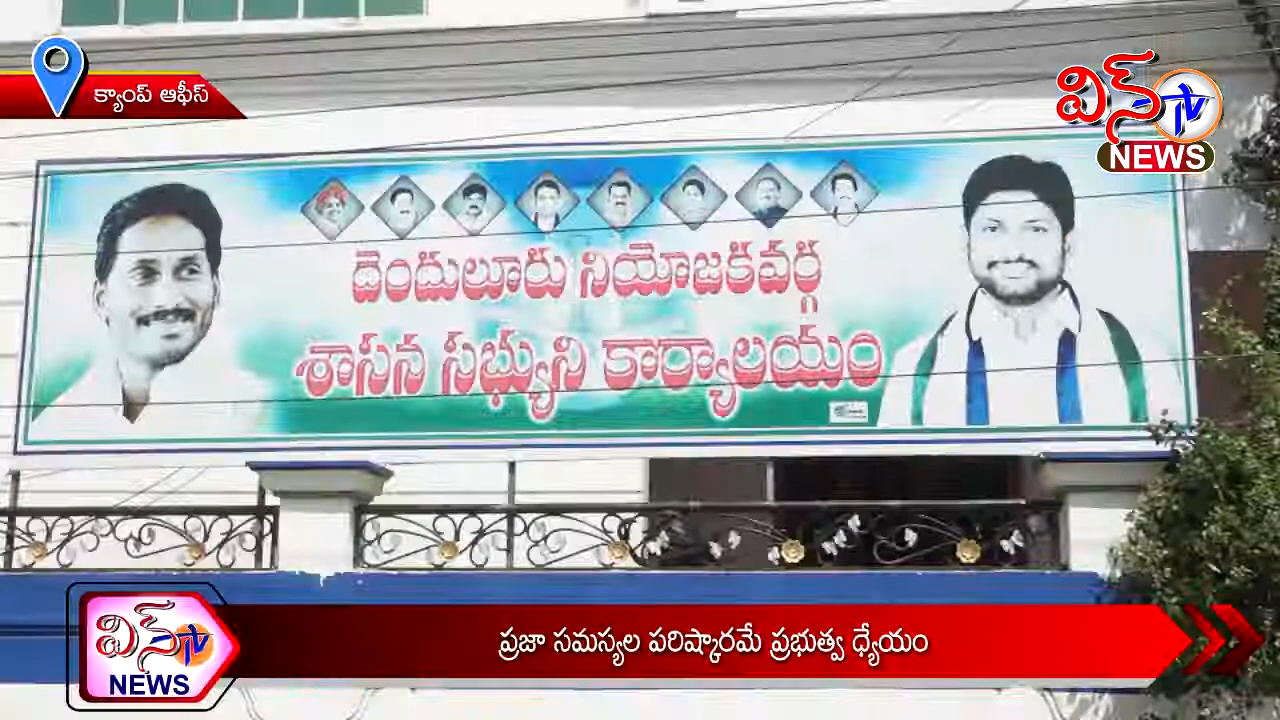 క్యాంప్ ఆఫీస్
విన్ TV
NEWS
దెందులూరు నియోజకవర్గ
శాసన సభ్యుని కార్యాలయం
విన్ TV
NEWS
ప్రజా సమస్యల పరిష్కారమే ప్రభుత్వ ధ్యేయం